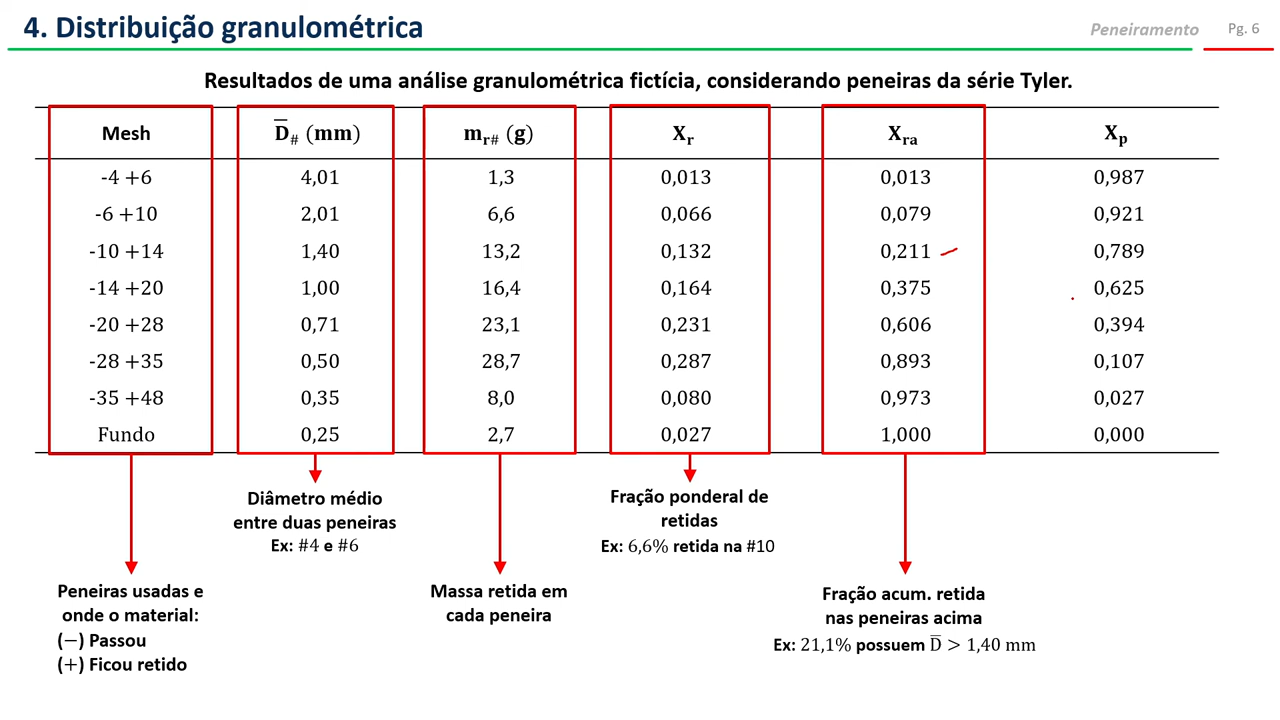 4. Distribuição granulométrica
Peneiramento
Pg. 6
Resultados de uma análise granulométrica fictícia, considerando peneiras da série Tyler.
Mesh D̅# (mm) mr# (g) Xr Xra Xp
-4 +6 4,01 1,3 0,013 0,013 0,987
-6 +10 2,01 6,6 0,066 0,079 0,921
-10 +14 1,40 13,2 0,132 0,211 0,789
-14 +20 1,00 16,4 0,164 0,375 0,625
-20 +28 0,71 23,1 0,231 0,606 0,394
-28 +35 0,50 28,7 0,287 0,893 0,107
-35 +48 0,35 8,0 0,080 0,973 0,027
Fundo 0,25 2,7 0,027 1,000 0,000
Diâmetro médio
entre duas peneiras
Ex: #4 e #6
Fração ponderal de
retidas
Ex: 6,6% retida na #10
Peneiras usadas e
onde o material:
(−) Passou
(+) Ficou retido
Massa retida em
cada peneira
Fração acum. retida
nas peneiras acima
Ex: 21,1% possuem D̅ > 1,40 mm